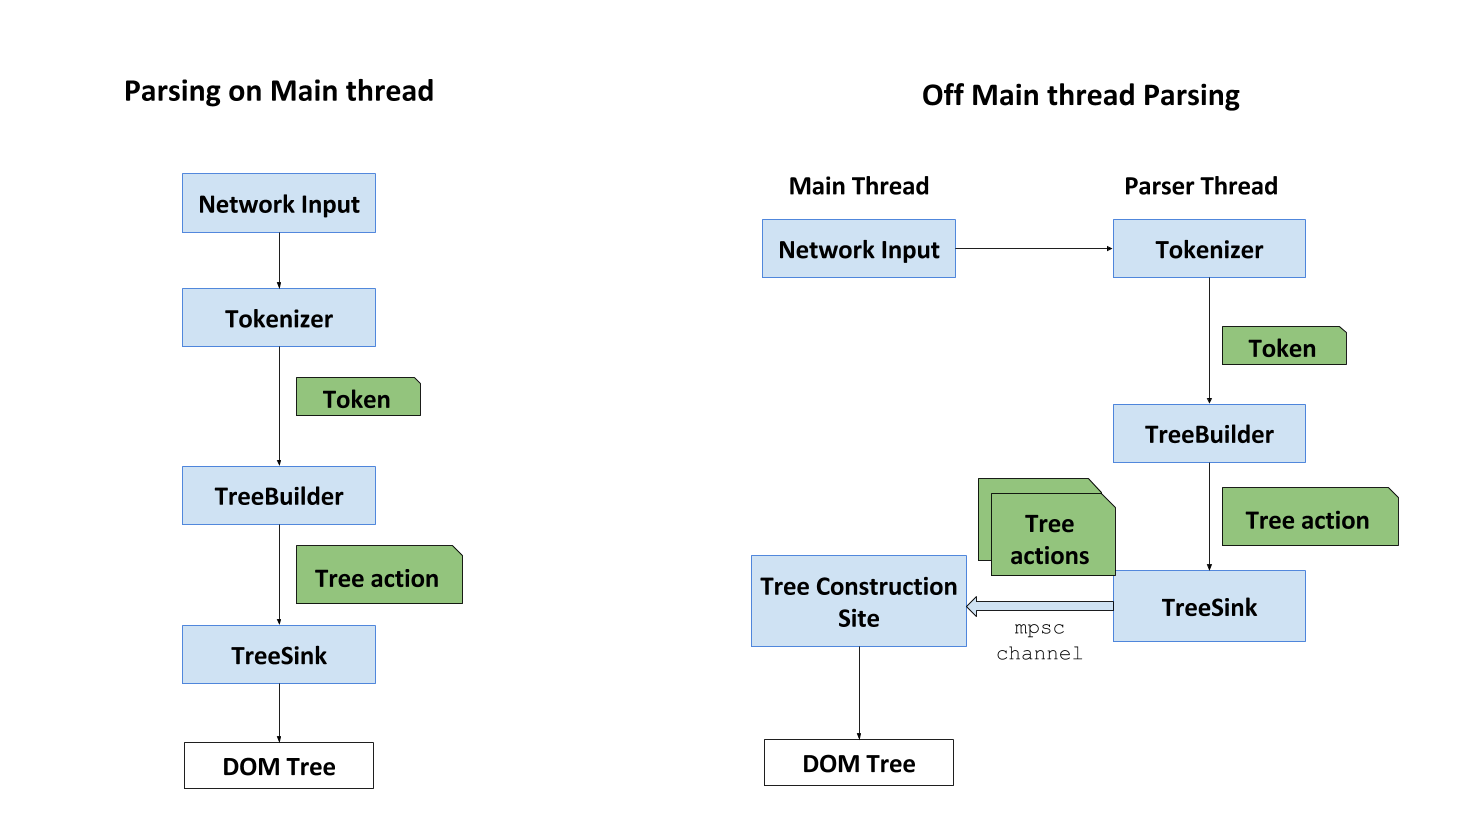 Parsing on Main thread
Network Input
Tokenizer
Token
TreeBuilder
Tree action
TreeSink
DOM Tree
Off Main thread Parsing
Main Thread
Parser Thread
Network Input
Tokenizer
Token
TreeBuilder
Tree action
Tree
actions
Tree Construction
Site
TreeSink
mpsc
channel
DOM Tree